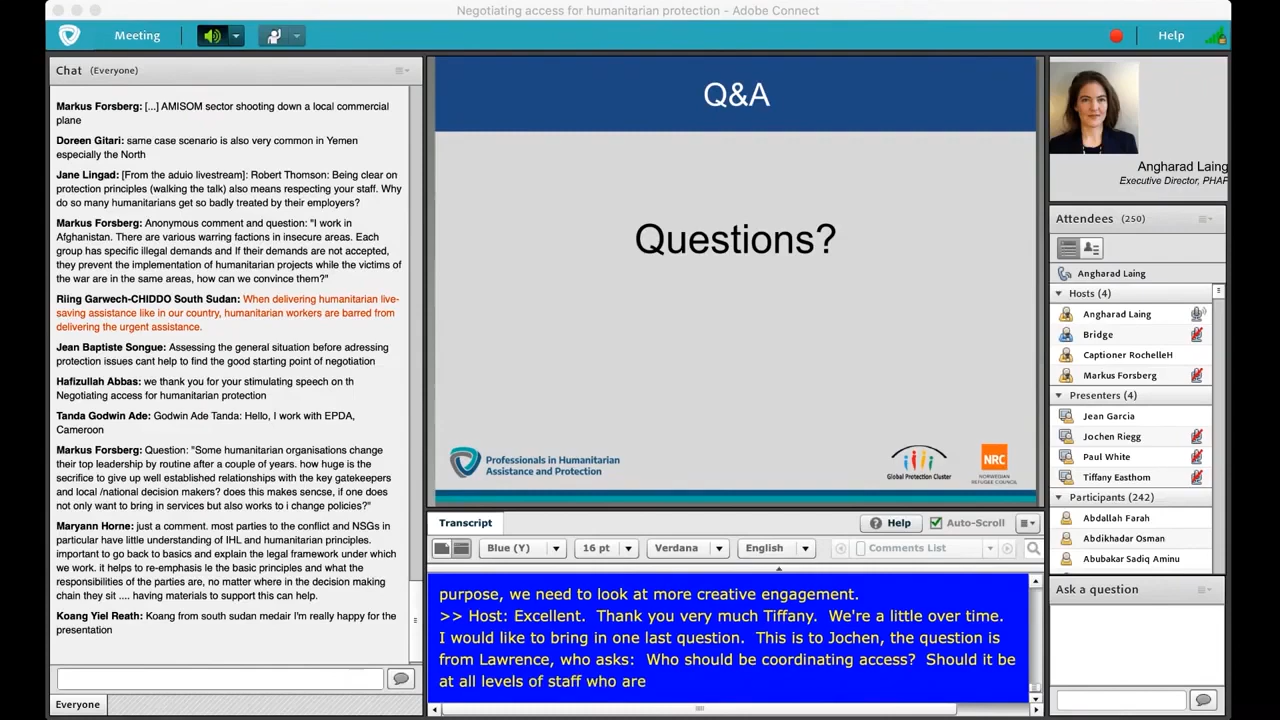 Negotiating access for humanitarian protection - Adobe Connect
Meeting
Help
Chat (Everyone)
Markus Forsberg: [...] AMISOM sector shooting down a local commercial
plane
Doreen Gitari: same case scenario is also very common in Yemen
especially the North
Jane Lingad: [From the aduio livestream]: Robert Thomson: Being clear on
protection principles (walking the talk) also means respecting your staff. Why
do so many humanitarians get so badly treated by their employers?
Markus Forsberg: Anonymous comment and question: "I work in
Afghanistan. There are various warring factions in insecure areas. Each
group has specific illegal demands and If their demands are not accepted,
they prevent the implementation of humanitarian projects while the victims of
the war are in the same areas, how can we convince them?"
Riing Garwech-CHIDDO South Sudan: When delivering humanitarian live-
saving assistance like in our country, humanitarian workers are barred from
delivering the urgent assistance.
Jean Baptiste Songue: Assessing the general situation before adressing
protection issues cant help to find the good starting point of negotiation
Hafizullah Abbas: we thank you for your stimulating speech on th
Negotiating access for humanitarian protection
Tanda Godwin Ade: Godwin Ade Tanda: Hello, I work with EPDA,
Cameroon
Markus Forsberg: Question: "Some humanitarian organisations change
their top leadership by routine after a couple of years. how huge is the
sacrifice to give up well established relationships with the key gatekeepers
and local /national decision makers? does this makes sencse, if one does
not only want to bring in services but also works to i change policies?"
Maryann Horne: just a comment. most parties to the conflict and NSGs in
particular have little understanding of IHL and humanitarian principles.
important to go back to basics and explain the legal framework under which
we work. it helps to re-emphasis le the basic principles and what the
responsibilities of the parties are, no matter where in the decision making
chain they sit .... having materials to support this can help.
Koang Yiel Reath: Koang from south sudan medair I'm really happy for the
presentation
Everyone
Q&A
Questions?
Professionals in Humanitarian
Assistance and Protection
Global Protection Cluster
NRC
NORWEGIAN
REFUGEE COUNCIL
Transcript
Help
Auto-Scroll
Blue (Y)
16 pt
Verdana
English
Comments List
purpose, we need to look at more creative engagement.
>> Host: Excellent. Thank you very much Tiffany. We're a little over time.
I would like to bring in one last question. This is to Jochen, the question is
from Lawrence, who asks: Who should be coordinating access? Should it be
at all levels of staff who are
Angharad Laing
Executive Director, PHAP
Attendees (250)
Angharad Laing
Hosts (4)
Angharad Laing
Bridge
Captioner RochelleH
Markus Forsberg
Presenters (4)
Jean Garcia
Jochen Riegg
Paul White
Tiffany Easthom
Participants (242)
Abdallah Farah
Abdikhadar Osman
Abubakar Sadiq Aminu
Ask a question